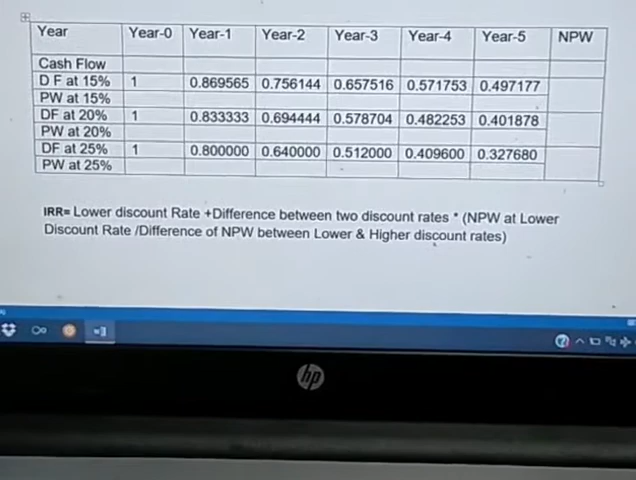 Year Year-0 Year-1 Year-2 Year-3 Year-4 Year-5 NPW
Cash Flow
D F at 15% 1 0.869565 0.756144 0.657516 0.571753 0.497177
PW at 15%
DF at 20% 1 0.833333 0.694444 0.578704 0.482253 0.401878
PW at 20%
DF at 25% 1 0.800000 0.640000 0.512000 0.409600 0.327680
PW at 25%
IRR= Lower discount Rate +Difference between two discount rates * (NPW at Lower
Discount Rate /Difference of NPW between Lower & Higher discount rates)
hp